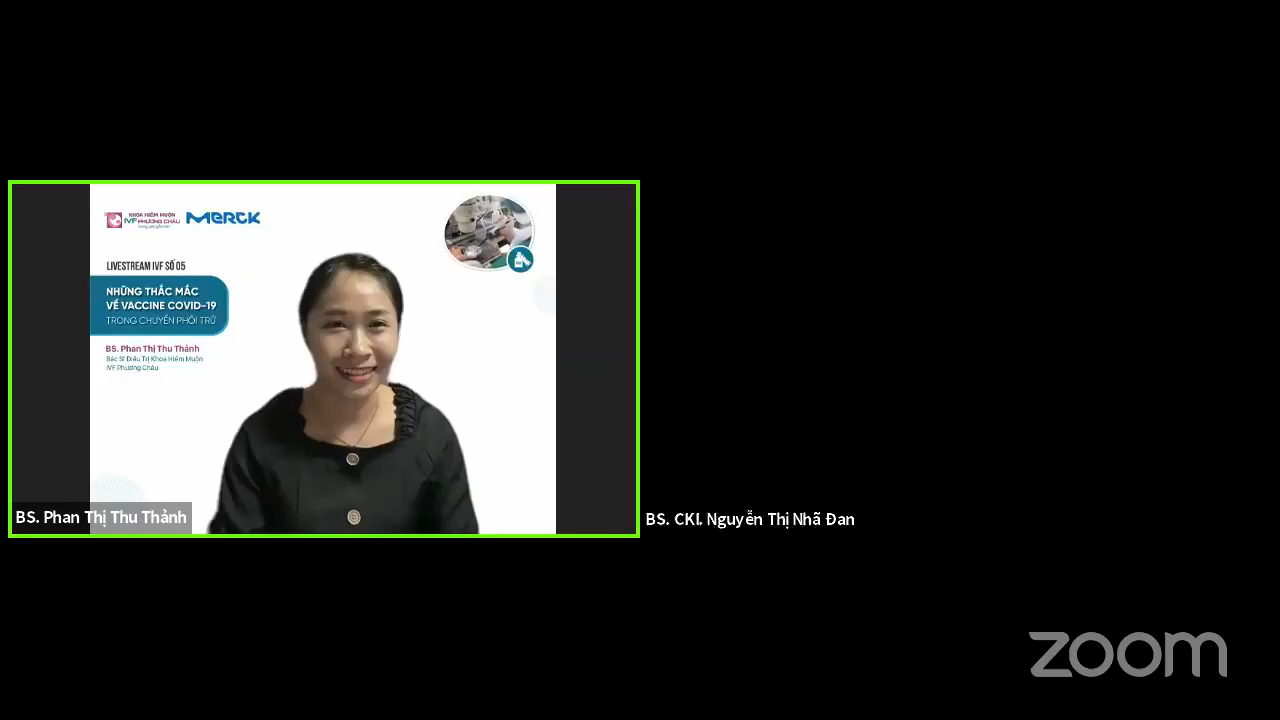 KHOA HIẾM MUỘN
IVF PHƯƠNG CHÂU
MERCK
LIVESTREAM IVF SỐ 05
NHỮNG THẮC MẮC
VỀ VACCINE COVID-19
TRONG CHUYỂN PHÔI TRỮ
BS. Phan Thị Thu Thảnh
Bác Sĩ Điều Trị Khoa Hiếm Muộn
IVF Phương Châu
BS. Phan Thị Thu Thảnh
BS. CKI. Nguyễn Thị Nhã Đan
zoom